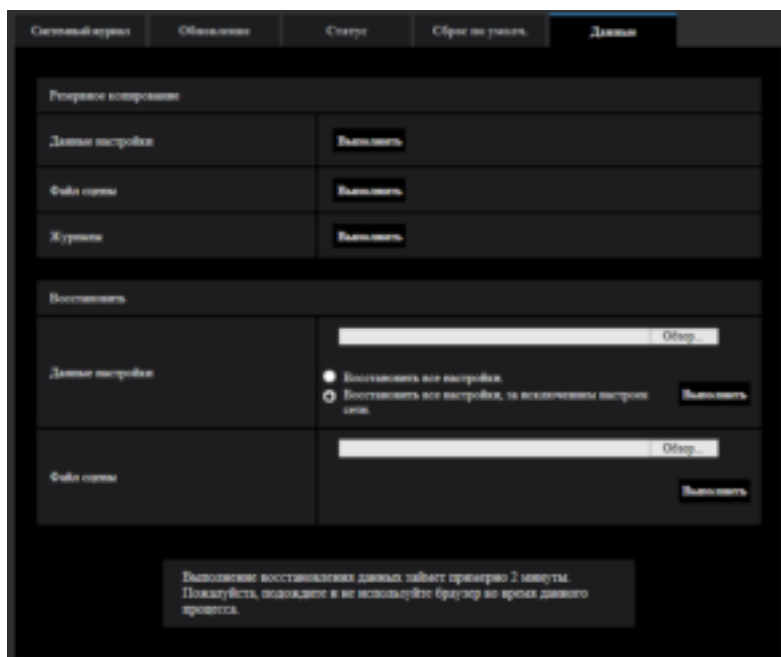 Системный журнал
Обновление
Статус
Сброс по умолч.
Данные
Резервное копирование
Данные настройки
Выполнить
Файл сцены
Выполнить
Журналы
Выполнить
Восстановить
Обзор...
Данные настройки
Восстановить все настройки.
Восстановить все настройки, за исключением настроек
сети.
Выполнить
Обзор...
Файл сцены
Выполнить
Выполнение восстановления данных займет примерно 2 минуты.
Пожалуйста, подождите и не используйте браузер во время данного
процесса.